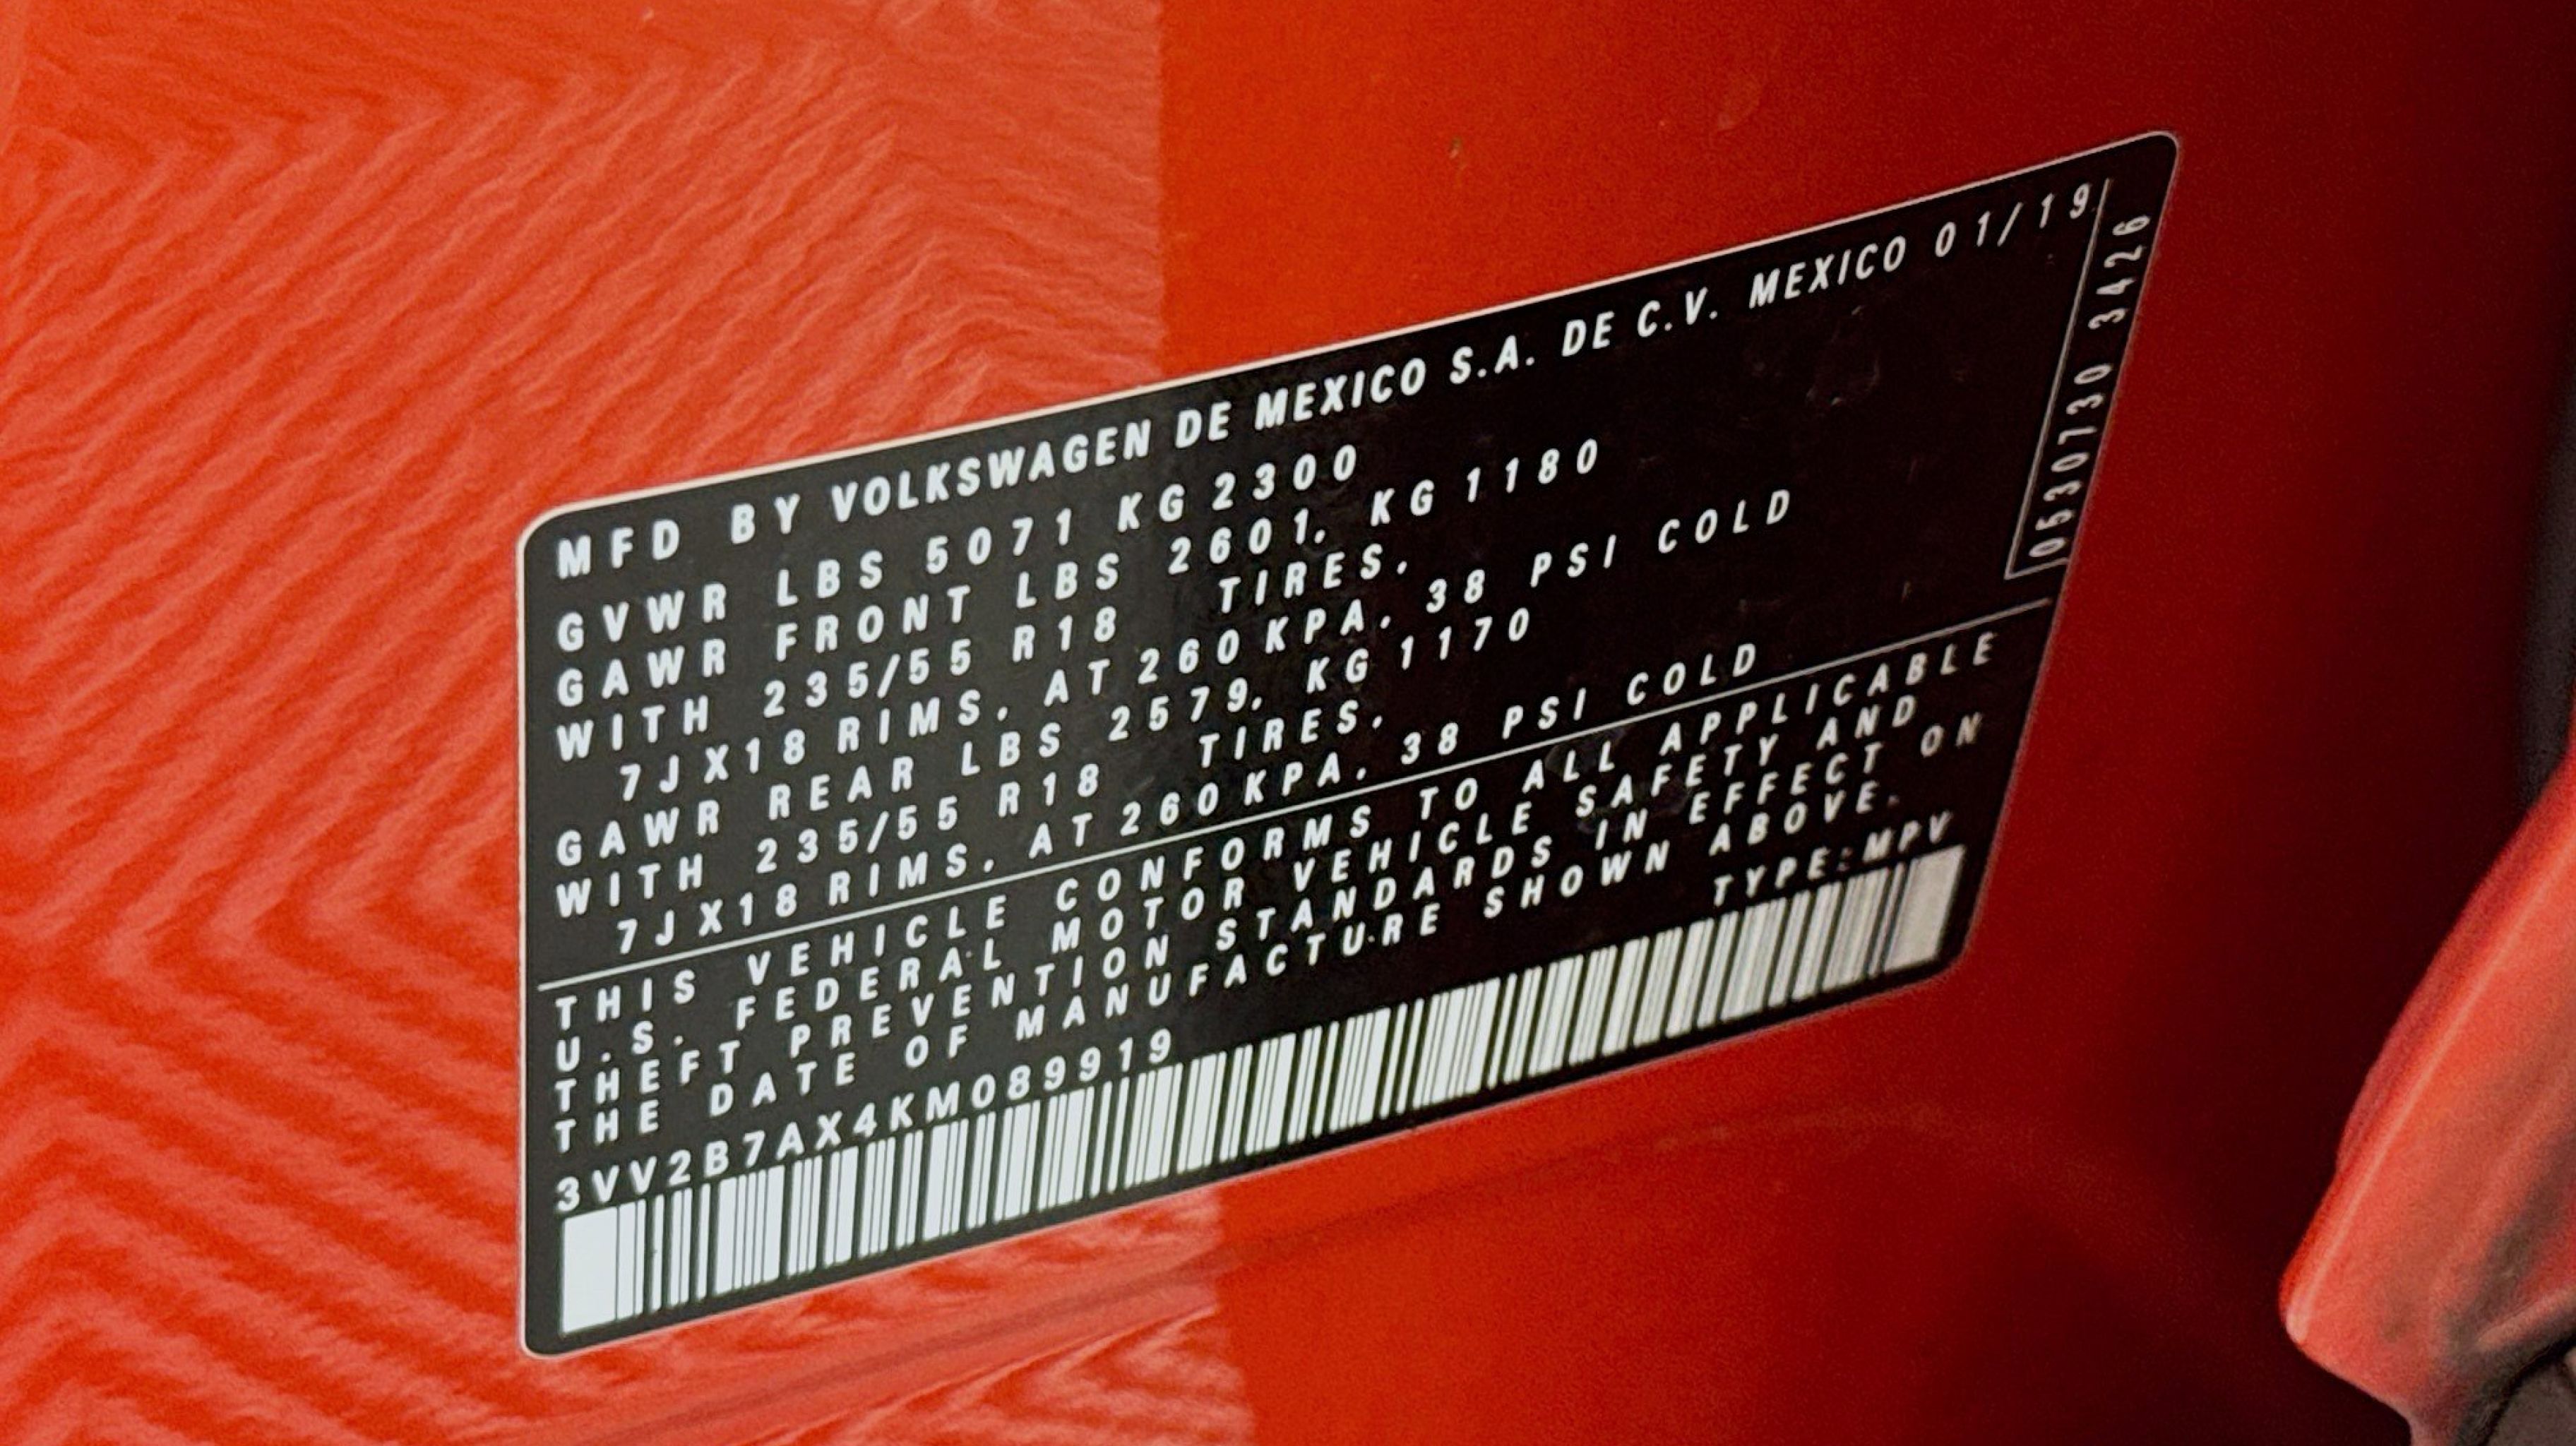 MFD BY VOLKSWAGEN DE MEXICO S.A. DE C.V. MEXICO 01/19
GVWR LBS 5071 KG 2300
GAWR FRONT LBS 2601, KG 1180
WITH 235/55 R18 TIRES,
7JX18 RIMS, AT 260 KPA, 38 PSI COLD
GAWR REAR LBS 2579, KG 1170
WITH 235/55 R18 TIRES,
7JX18 RIMS, AT 260 KPA, 38 PSI COLD
THIS VEHICLE CONFORMS TO ALL APPLICABLE
U.S. FEDERAL MOTOR VEHICLE SAFETY AND
THEFT PREVENTION STANDARDS IN EFFECT ON
THE DATE OF MANUFACTURE SHOWN ABOVE.
3VV2B7AX4KM089919 TYPE:MPV
0530730 3426